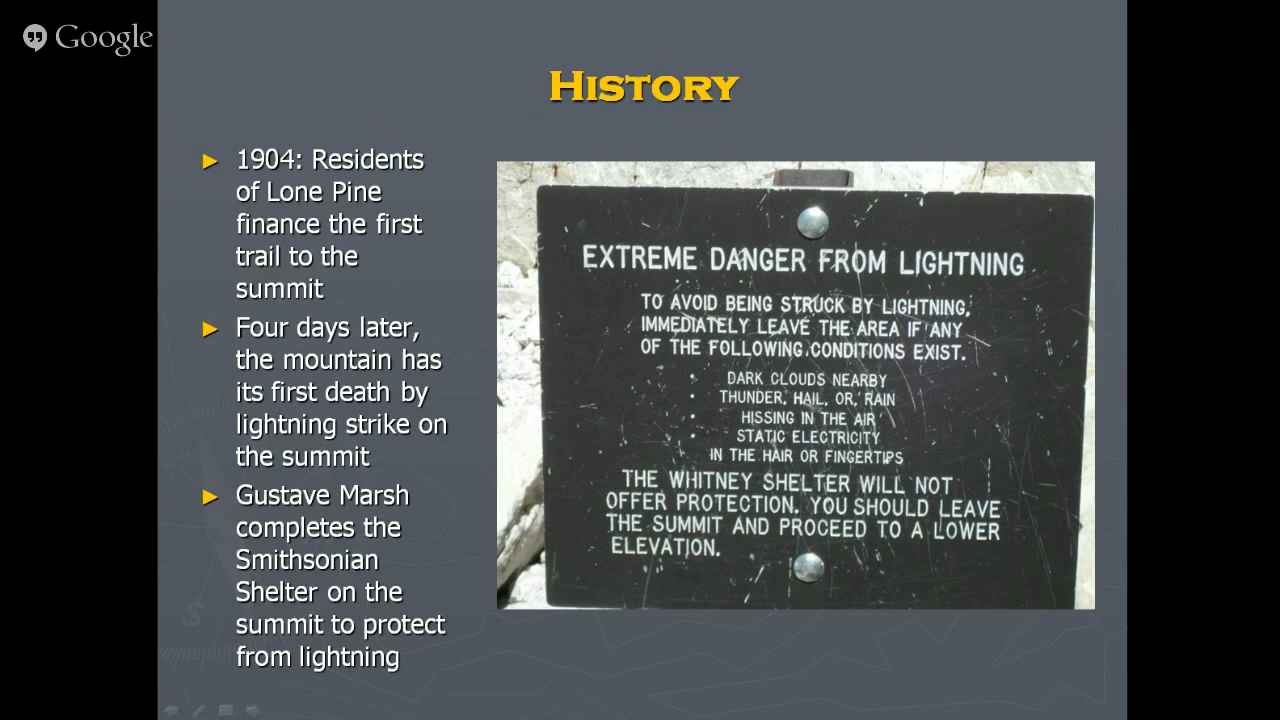 Google
History
1904: Residents
of Lone Pine
finance the first
trail to the
summit
Four days later,
the mountain has
its first death by
lightning strike on
the summit
Gustave Marsh
completes the
Smithsonian
Shelter on the
summit to protect
from lightning
EXTREME DANGER FROM LIGHTNING
TO AVOID BEING STRUCK BY LIGHTNING,
IMMEDIATELY LEAVE THE AREA IF ANY
OF THE FOLLOWING CONDITIONS EXIST.
• DARK CLOUDS NEARBY
• THUNDER, HAIL, OR, RAIN
• HISSING IN THE AIR
• STATIC ELECTRICITY
IN THE HAIR OR FINGERTIPS
THE WHITNEY SHELTER WILL NOT
OFFER PROTECTION. YOU SHOULD LEAVE
THE SUMMIT AND PROCEED TO A LOWER
ELEVATION.